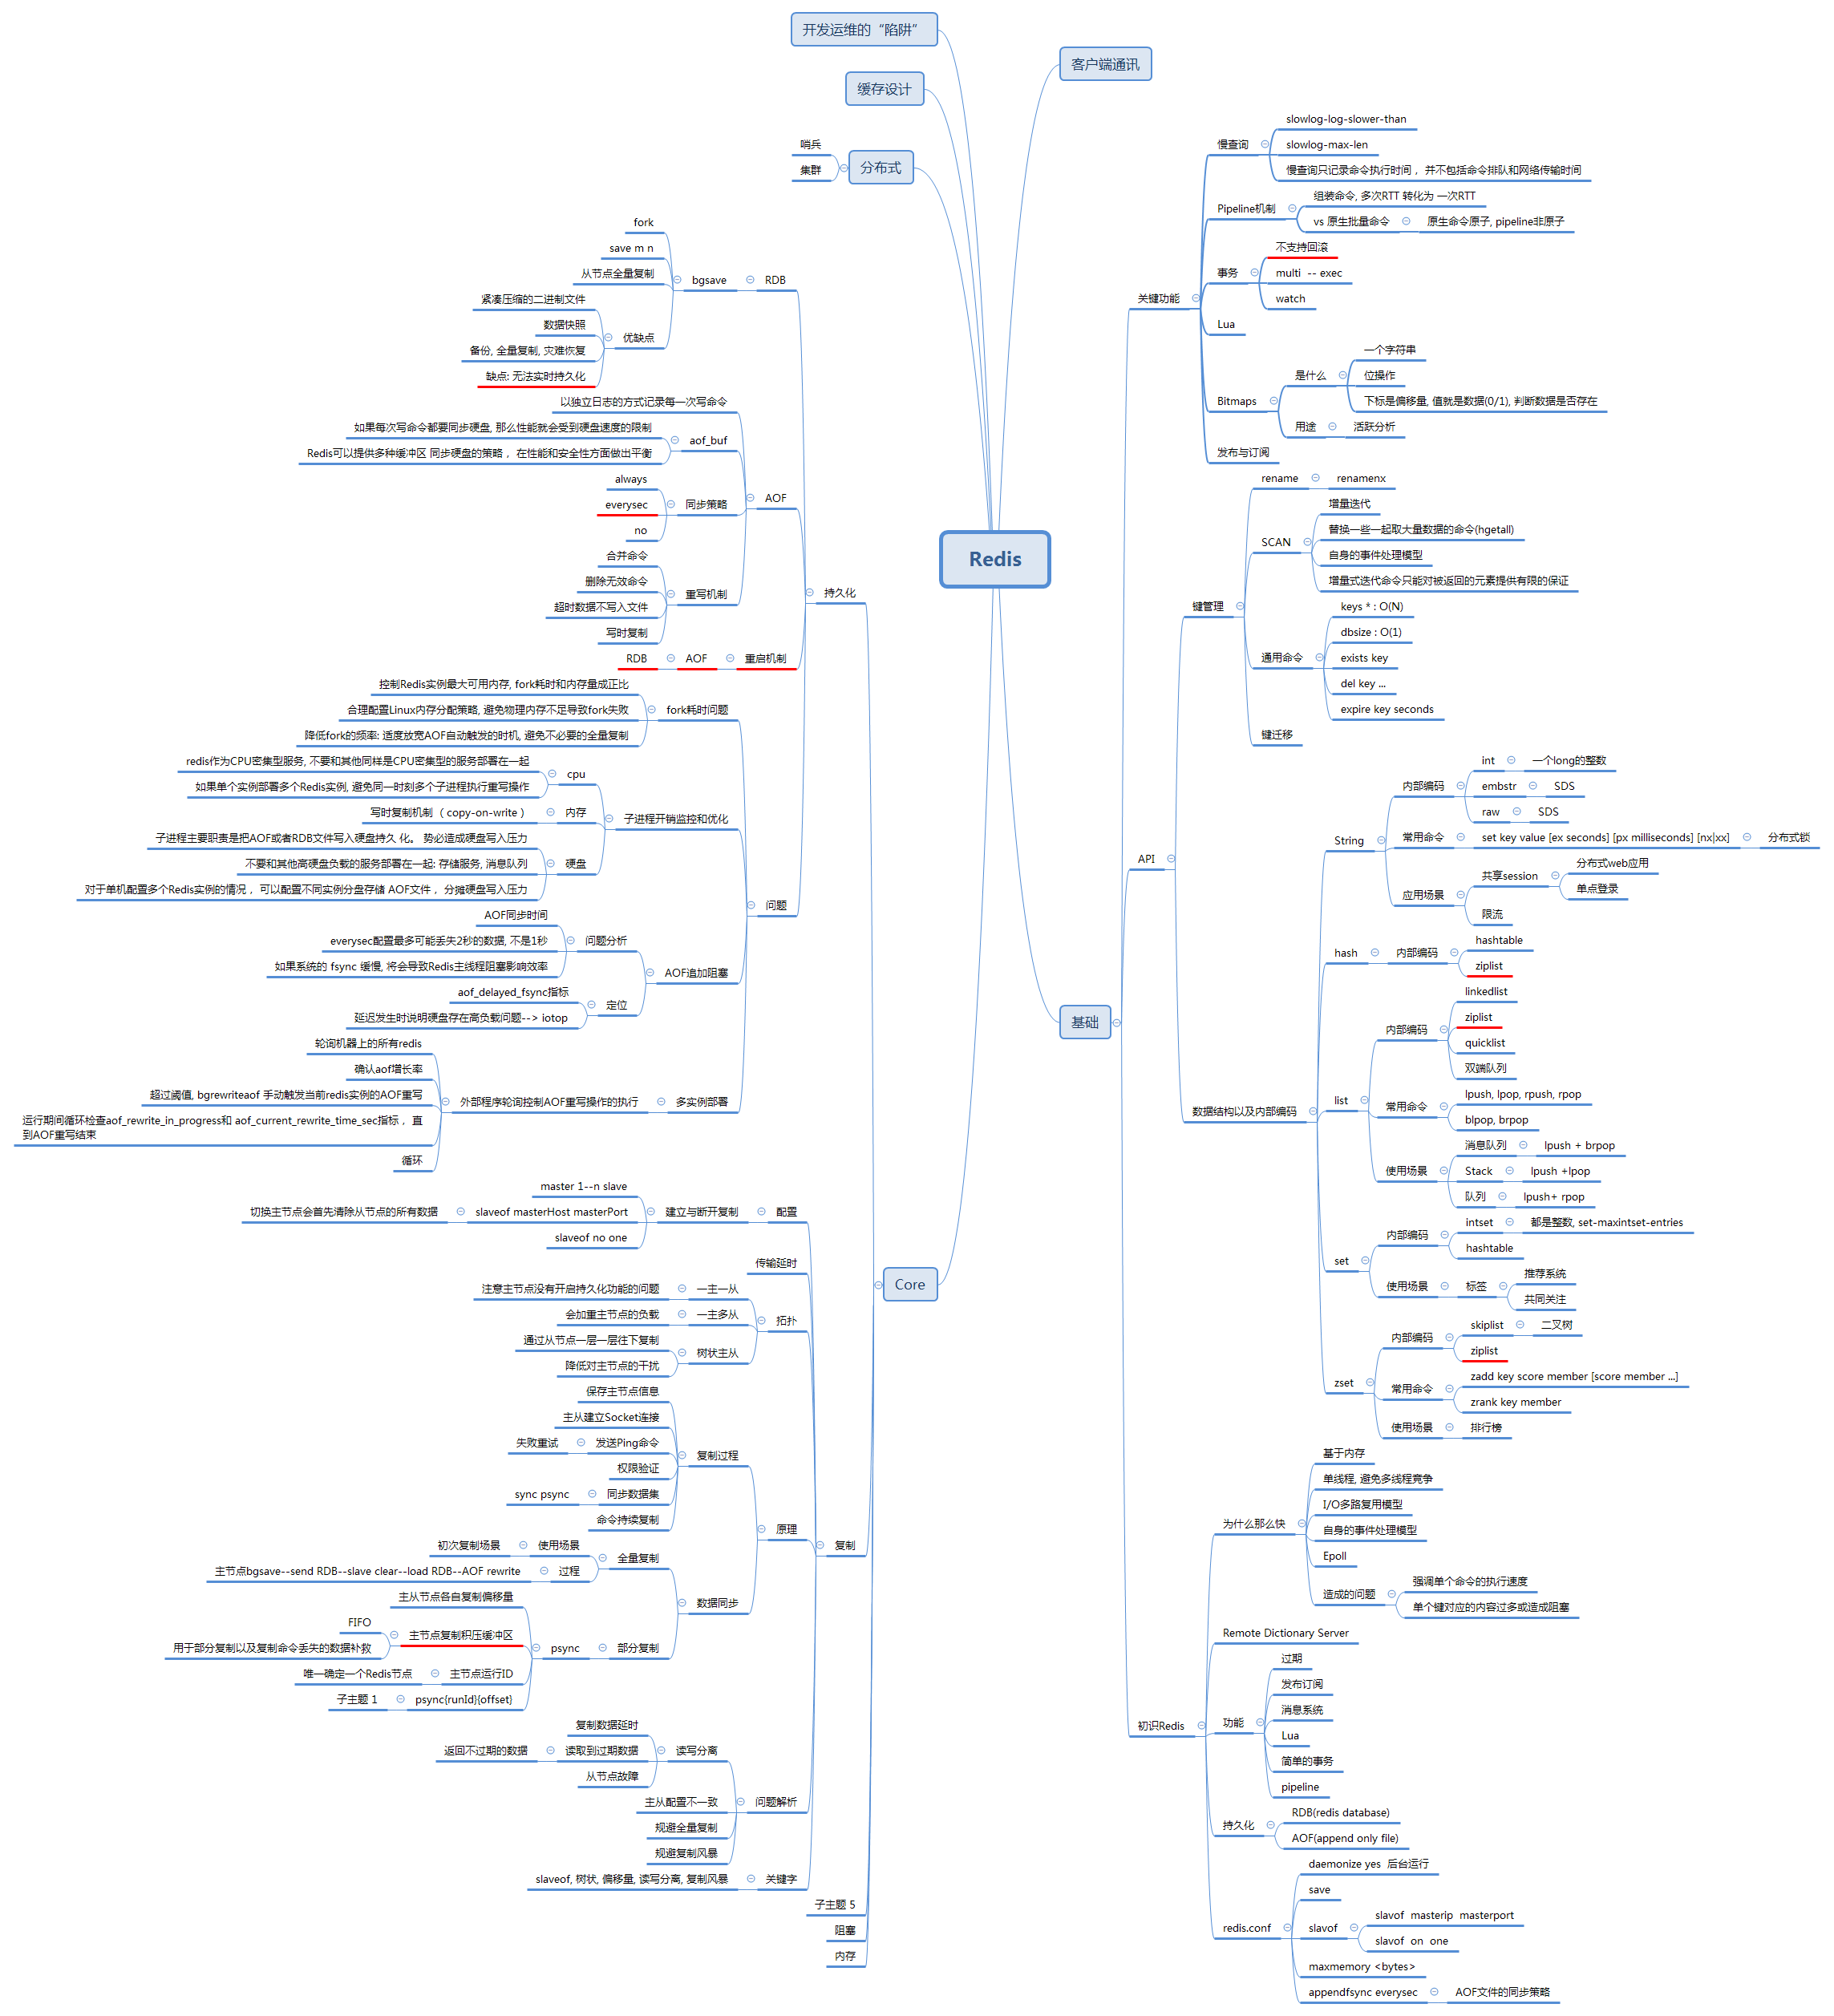 Redis
客户端通讯
基础
关键功能
慢查询
slowlog-log-slower-than
slowlog-max-len
慢查询只记录命令执行时间， 并不包括命令排队和网络传输时间
Pipeline机制
组装命令, 多次RTT 转化为 一次RTT
vs 原生批量命令
原生命令原子, pipeline非原子
事务
不支持回滚
multi -- exec
watch
Lua
Bitmaps
是什么
一个字符串
位操作
下标是偏移量, 值就是数据(0/1), 判断数据是否存在
用途
活跃分析
发布与订阅
API
键管理
rename
renamenx
SCAN
增量迭代
替换一些一起取大量数据的命令(hgetall)
自身的事件处理模型
增量式迭代命令只能对被返回的元素提供有限的保证
通用命令
keys * : O(N)
dbsize : O(1)
exists key
del key ...
expire key seconds
键迁移
数据结构以及内部编码
String
内部编码
int
一个long的整数
embstr
SDS
raw
SDS
常用命令
set key value [ex seconds] [px milliseconds] [nx|xx]
分布式锁
应用场景
共享session
分布式web应用
单点登录
限流
hash
内部编码
hashtable
ziplist
list
内部编码
linkedlist
ziplist
quicklist
双端队列
常用命令
lpush, lpop, rpush, rpop
blpop, brpop
使用场景
消息队列
lpush + brpop
Stack
lpush +lpop
队列
lpush+ rpop
set
内部编码
intset
都是整数, set-maxintset-entries
hashtable
使用场景
标签
推荐系统
共同关注
zset
内部编码
skiplist
二叉树
ziplist
常用命令
zadd key score member [score member ...]
zrank key member
使用场景
排行榜
初识Redis
为什么那么快
基于内存
单线程, 避免多线程竞争
I/O多路复用模型
自身的事件处理模型
Epoll
造成的问题
强调单个命令的执行速度
单个键对应的内容过多或造成阻塞
Remote Dictionary Server
功能
过期
发布订阅
消息系统
Lua
简单的事务
pipeline
持久化
RDB(redis database)
AOF(append only file)
redis.conf
daemonize yes 后台运行
save
slavof
slavof masterip masterport
slavof on one
maxmemory <bytes>
appendfsync everysec
AOF文件的同步策略
开发运维的“陷阱”
缓存设计
分布式
哨兵
集群
Core
持久化
RDB
bgsave
fork
save m n
从节点全量复制
优缺点
紧凑压缩的二进制文件
数据快照
备份, 全量复制, 灾难恢复
缺点: 无法实时持久化
AOF
以独立日志的方式记录每一次写命令
aof_buf
如果每次写命令都要同步硬盘, 那么性能就会受到硬盘速度的限制
Redis可以提供多种缓冲区 同步硬盘的策略， 在性能和安全性方面做出平衡
同步策略
always
everysec
no
重写机制
合并命令
删除无效命令
超时数据不写入文件
写时复制
重启机制
AOF
RDB
问题
fork耗时问题
控制Redis实例最大可用内存, fork耗时和内存量成正比
合理配置Linux内存分配策略, 避免物理内存不足导致fork失败
降低fork的频率: 适度放宽AOF自动触发的时机, 避免不必要的全量复制
子进程开销监控和优化
cpu
redis作为CPU密集型服务, 不要和其他同样是CPU密集型的服务部署在一起
如果单个实例部署多个Redis实例, 避免同一时刻多个子进程执行重写操作
内存
写时复制机制 （copy-on-write）
硬盘
子进程主要职责是把AOF或者RDB文件写入硬盘持久 化。 势必造成硬盘写入压力
不要和其他高硬盘负载的服务部署在一起: 存储服务, 消息队列
对于单机配置多个Redis实例的情况， 可以配置不同实例分盘存储 AOF文件， 分摊硬盘写入压力
AOF追加阻塞
问题分析
AOF同步时间
everysec配置最多可能丢失2秒的数据, 不是1秒
如果系统的 fsync 缓慢, 将会导致Redis主线程阻塞影响效率
定位
aof_delayed_fsync指标
延迟发生时说明硬盘存在高负载问题--> iotop
多实例部署
外部程序轮询控制AOF重写操作的执行
轮询机器上的所有redis
确认aof增长率
超过阈值, bgrewriteaof 手动触发当前redis实例的AOF重写
运行期间循环检查aof_rewrite_in_progress和 aof_current_rewrite_time_sec指标， 直
到AOF重写结束
循环
复制
配置
建立与断开复制
master 1--n slave
slaveof masterHost masterPort
切换主节点会首先清除从节点的所有数据
slaveof no one
传输延时
拓扑
一主一从
注意主节点没有开启持久化功能的问题
一主多从
会加重主节点的负载
树状主从
通过从节点一层一层往下复制
降低对主节点的干扰
原理
复制过程
保存主节点信息
主从建立Socket连接
发送Ping命令
失败重试
权限验证
同步数据集
sync psync
命令持续复制
数据同步
全量复制
使用场景
初次复制场景
过程
主节点bgsave--send RDB--slave clear--load RDB--AOF rewrite
部分复制
psync
主从节点各自复制偏移量
主节点复制积压缓冲区
FIFO
用于部分复制以及复制命令丢失的数据补救
主节点运行ID
唯一确定一个Redis节点
psync{runId}{offset}
子主题 1
问题解析
读写分离
复制数据延时
读取到过期数据
返回不过期的数据
从节点故障
主从配置不一致
规避全量复制
规避复制风暴
关键字
slaveof, 树状, 偏移量, 读写分离, 复制风暴
子主题 5
阻塞
内存